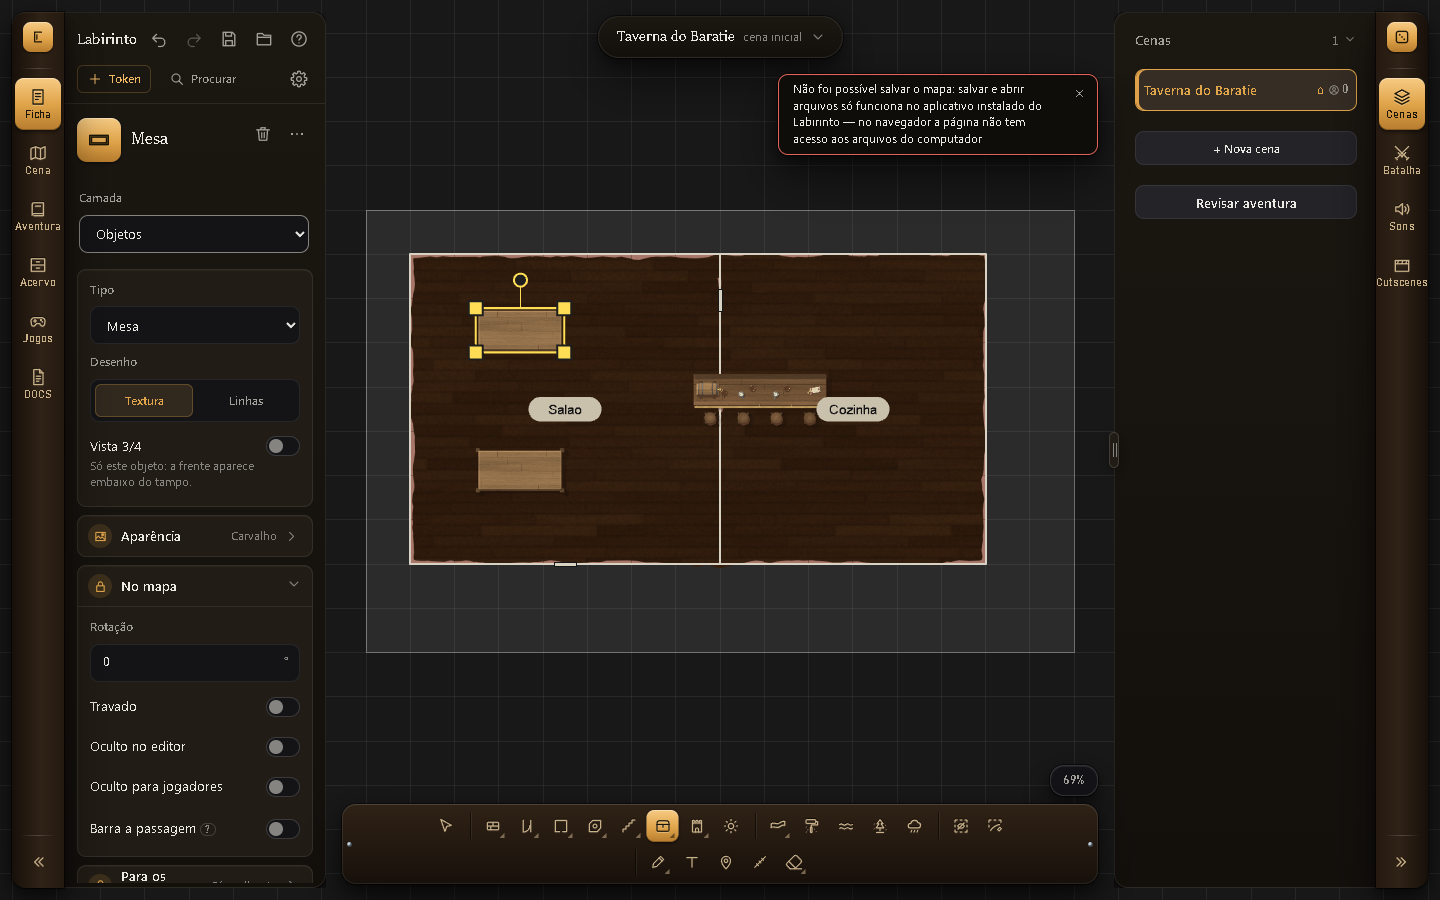 Labirinto
Token
Procurar
Ficha
Cena
Aventura
Acervo
Jogos
DOCS
Mesa
Camada
Objetos
Tipo
Mesa
Desenho
Textura
Linhas
Vista 3/4
Só este objeto: a frente aparece
embaixo do tampo.
Aparência
Carvalho
No mapa
Rotação
0
°
Travado
Oculto no editor
Oculto para jogadores
Barra a passagem ?
Para os
Taverna do Baratie cena inicial
Não foi possível salvar o mapa: salvar e abrir
arquivos só funciona no aplicativo instalado do
Labirinto — no navegador a página não tem
acesso aos arquivos do computador
Salao
Cozinha
69%
Cenas
1
Taverna do Baratie
0
+ Nova cena
Revisar aventura
Cenas
Batalha
Sons
Cutscenes